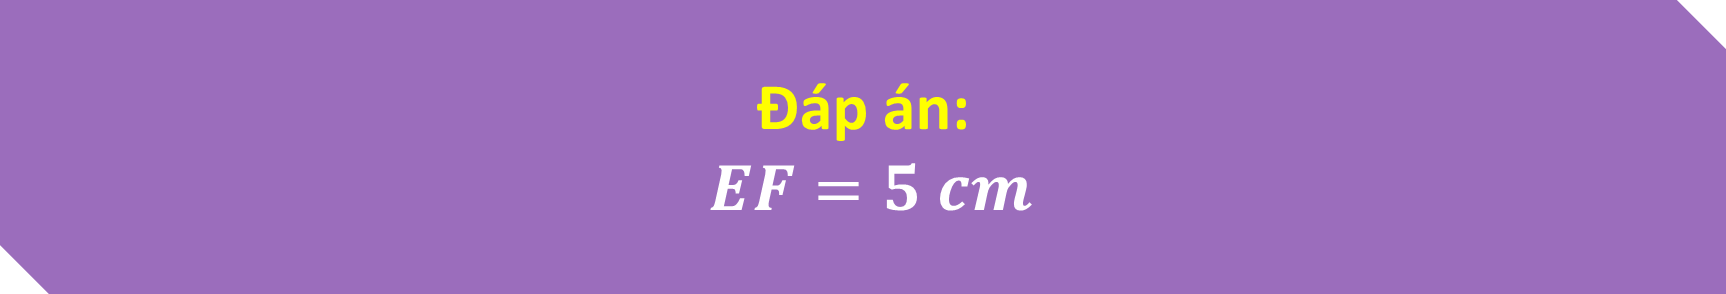 Đáp án:
EF = 5 cm